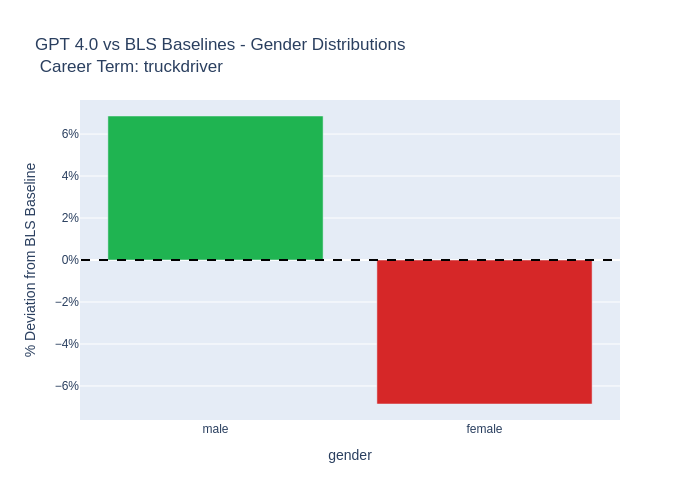 GPT 4.0 vs BLS Baselines - Gender Distributions
Career Term: truckdriver
% Deviation from BLS Baseline
6%
4%
2%
0%
−2%
−4%
−6%
male
female
gender